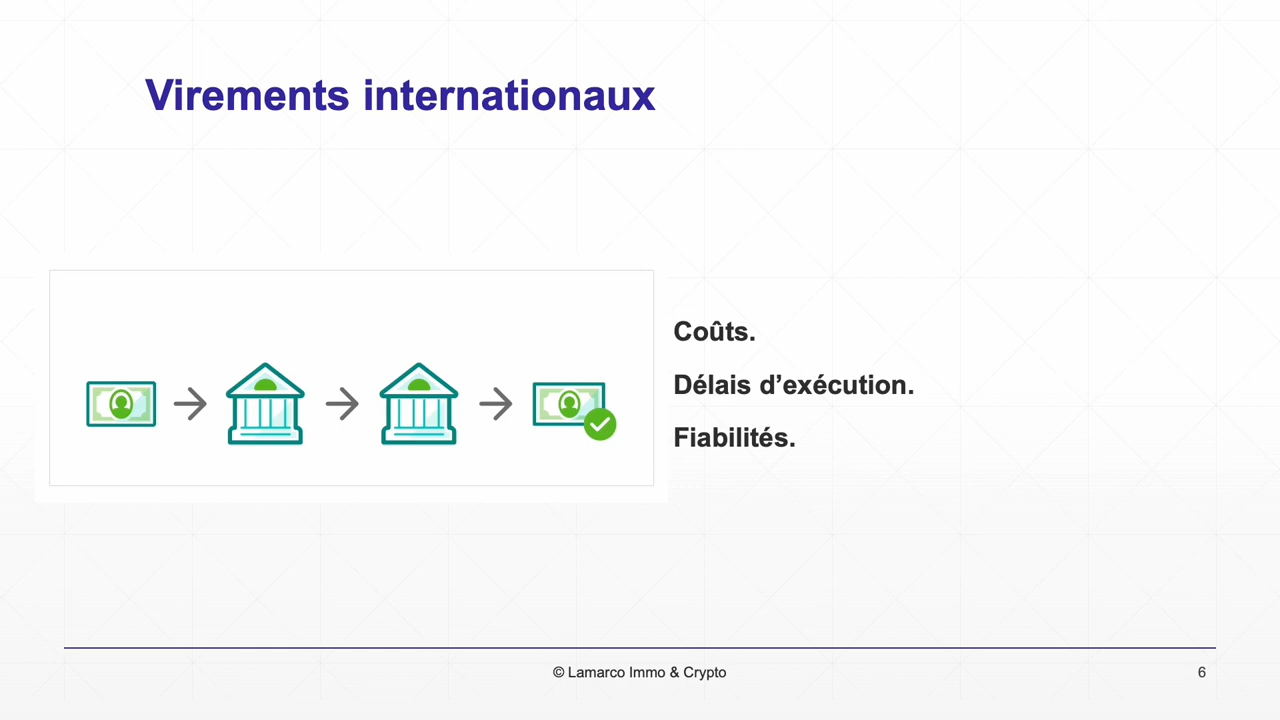 Virements internationaux
Coûts.
Délais d’exécution.
Fiabilités.
© Lamarco Immo & Crypto
6